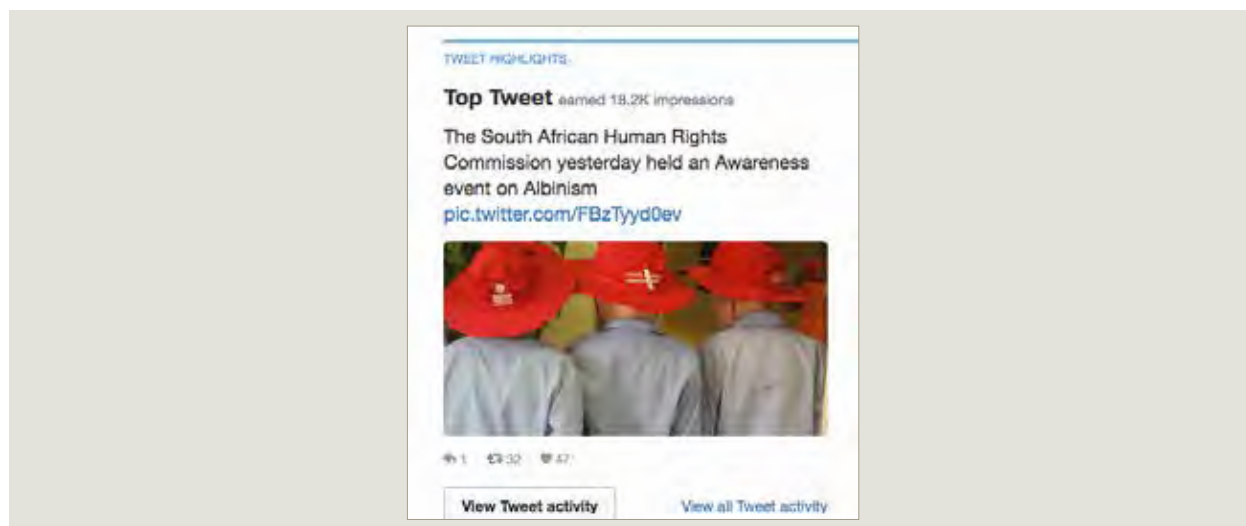 TWEET HIGHLIGHTS
Top Tweet earned 18.2K impressions
The South African Human Rights
Commission yesterday held an Awareness
event on Albinism
pic.twitter.com/FBzTyyd0ev
1 32 47
View Tweet activity View all Tweet activity